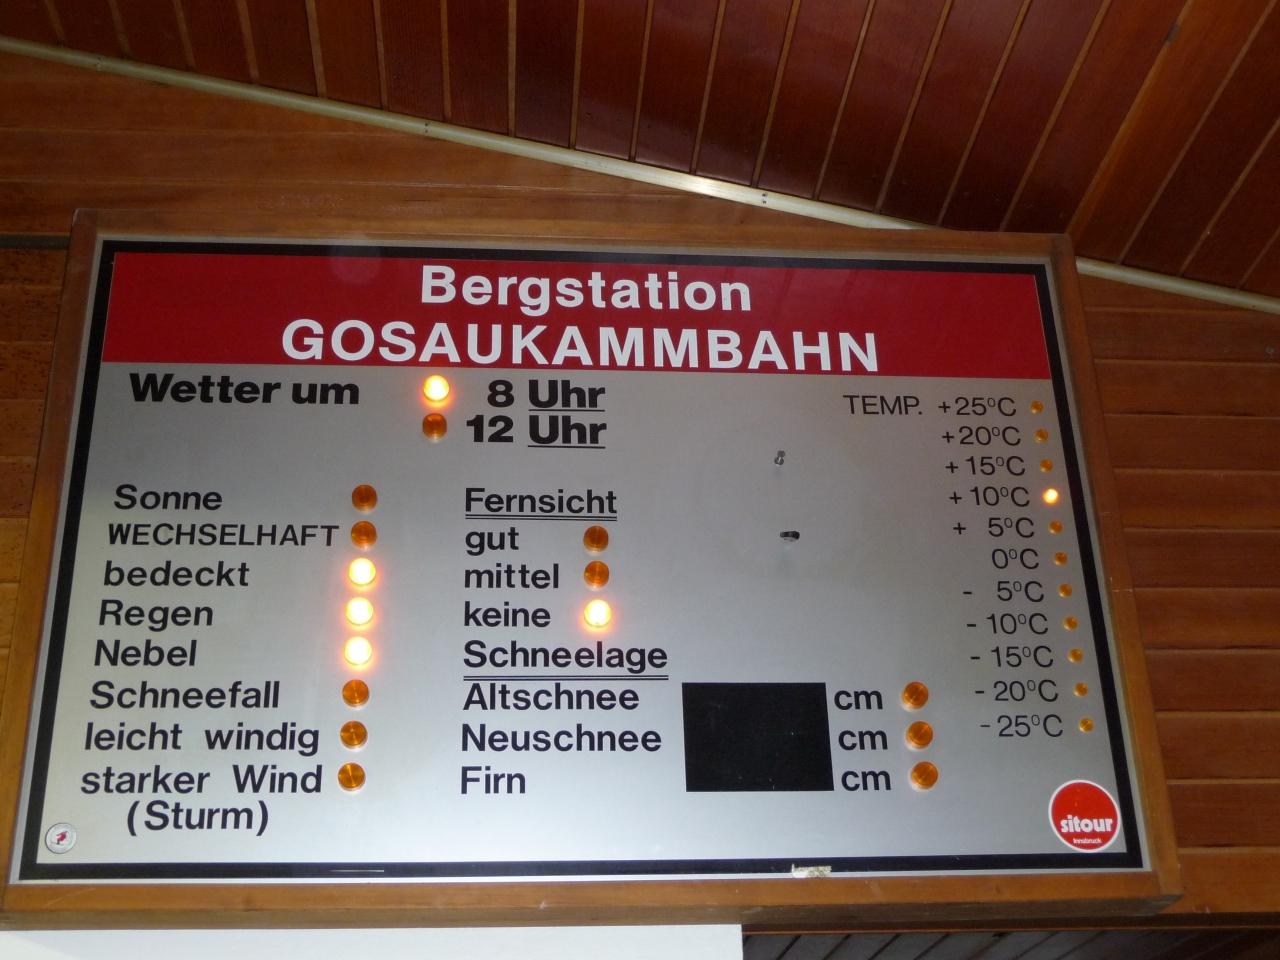 Bergstation
GOSAUKAMMBAHN
Wetter um 8 Uhr
12 Uhr
Sonne
WECHSELHAFT
bedeckt
Regen
Nebel
Schneefall
leicht windig
starker Wind
(Sturm)
Fernsicht
gut
mittel
keine
Schneelage
Altschnee cm
Neuschnee cm
Firn cm
TEMP. +25°C
+20°C
+15°C
+10°C
+ 5°C
0°C
- 5°C
- 10°C
- 15°C
- 20°C
- 25°C
sitour
Innsbruck